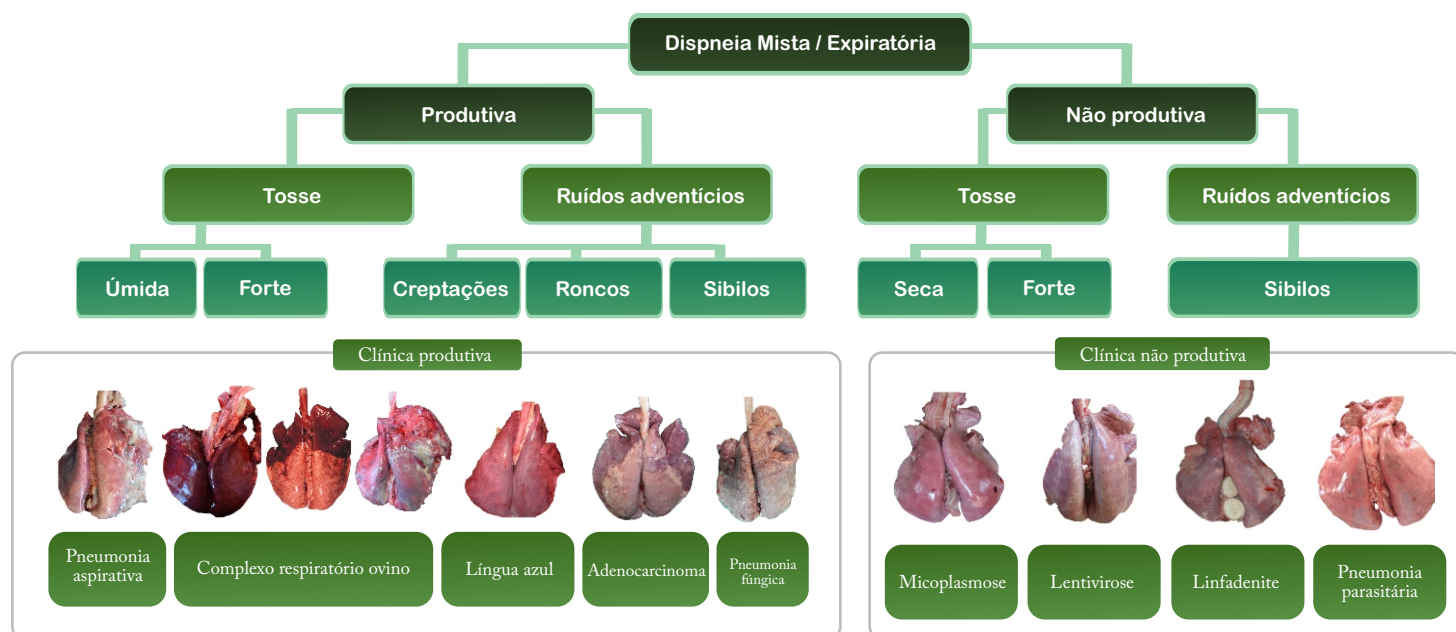 Dispneia Mista / Expiratória
Produtiva
Não produtiva
Tosse
Ruídos adventícios
Tosse
Ruídos adventícios
Úmida
Forte
Creptações
Roncos
Sibilos
Seca
Forte
Sibilos
Clínica produtiva
Clínica não produtiva
Pneumonia
aspirativa
Complexo respiratório ovino
Língua azul
Adenocarcinoma
Pneumonia
fúngica
Micoplasmose
Lentivirose
Linfadenite
Pneumonia
parasitária